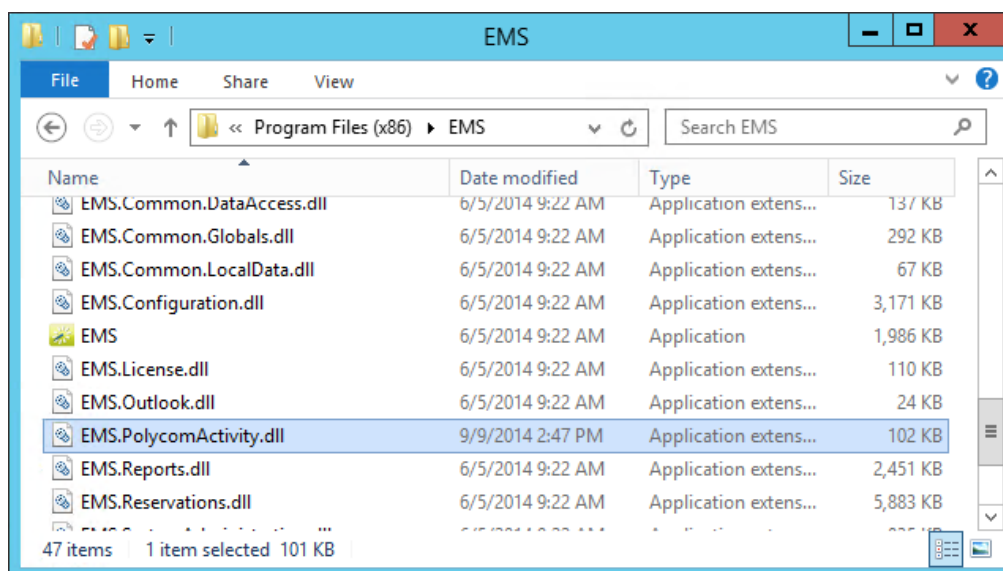 EMS
File Home Share View
« Program Files (x86) EMS Search EMS
Name Date modified Type Size
EMS.Common.DataAccess.dll 6/5/2014 9:22 AM Application extens... 137 KB
EMS.Common.Globals.dll 6/5/2014 9:22 AM Application extens... 292 KB
EMS.Common.LocalData.dll 6/5/2014 9:22 AM Application extens... 67 KB
EMS.Configuration.dll 6/5/2014 9:22 AM Application extens... 3,171 KB
EMS 6/5/2014 9:22 AM Application 1,986 KB
EMS.License.dll 6/5/2014 9:22 AM Application extens... 110 KB
EMS.Outlook.dll 6/5/2014 9:22 AM Application extens... 24 KB
EMS.PolycomActivity.dll 9/9/2014 2:47 PM Application extens... 102 KB
EMS.Reports.dll 6/5/2014 9:22 AM Application extens... 2,451 KB
EMS.Reservations.dll 6/5/2014 9:22 AM Application extens... 5,883 KB
47 items 1 item selected 101 KB